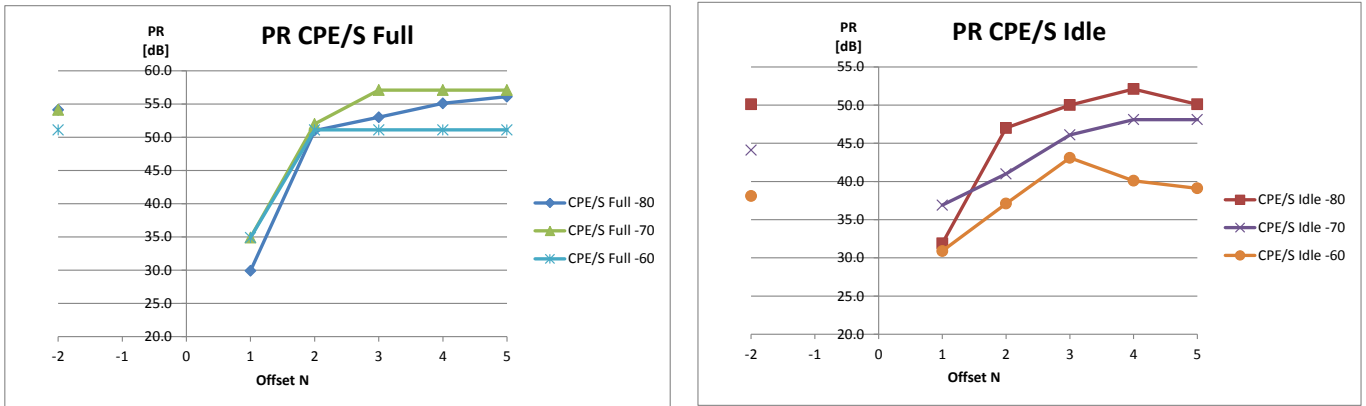 PR
[dB]
PR CPE/S Full
60.0
55.0
50.0
45.0
40.0
35.0
30.0
25.0
20.0
-2 -1 0 1 2 3 4 5
Offset N
CPE/S Full -80
CPE/S Full -70
CPE/S Full -60
PR
[dB]
PR CPE/S Idle
55.0
50.0
45.0
40.0
35.0
30.0
25.0
20.0
-2 -1 0 1 2 3 4 5
Offset N
CPE/S Idle -80
CPE/S Idle -70
CPE/S Idle -60